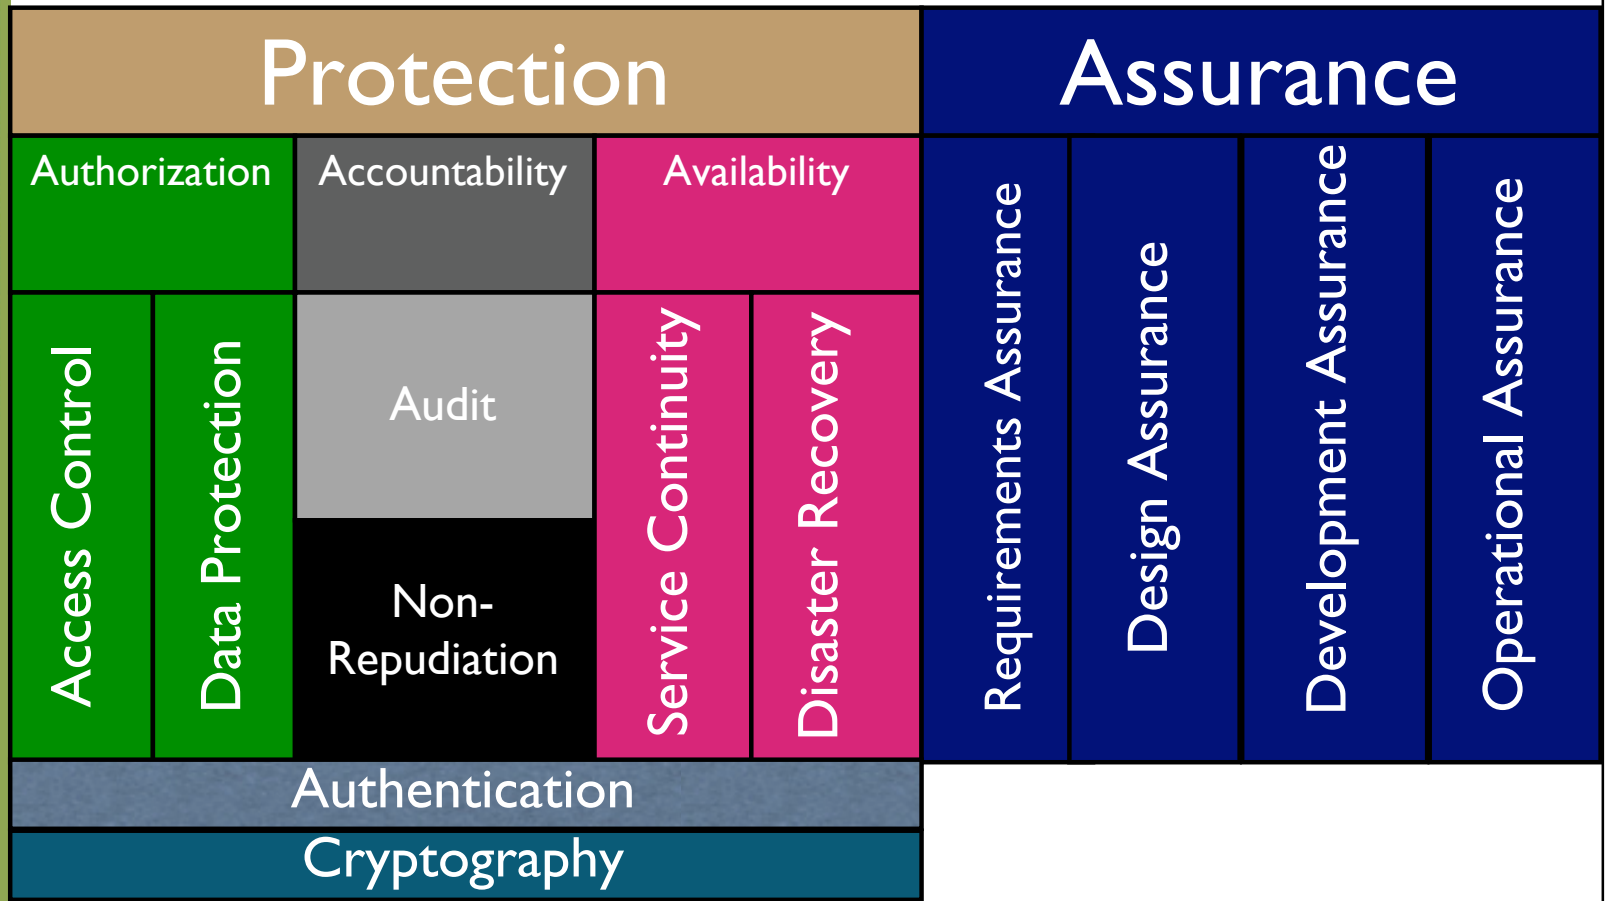 Protection
Assurance
Authorization
Accountability
Availability
Access Control
Data Protection
Audit
Non-
Repudiation
Service Continuity
Disaster Recovery
Requirements Assurance
Design Assurance
Development Assurance
Operational Assurance
Authentication
Cryptography